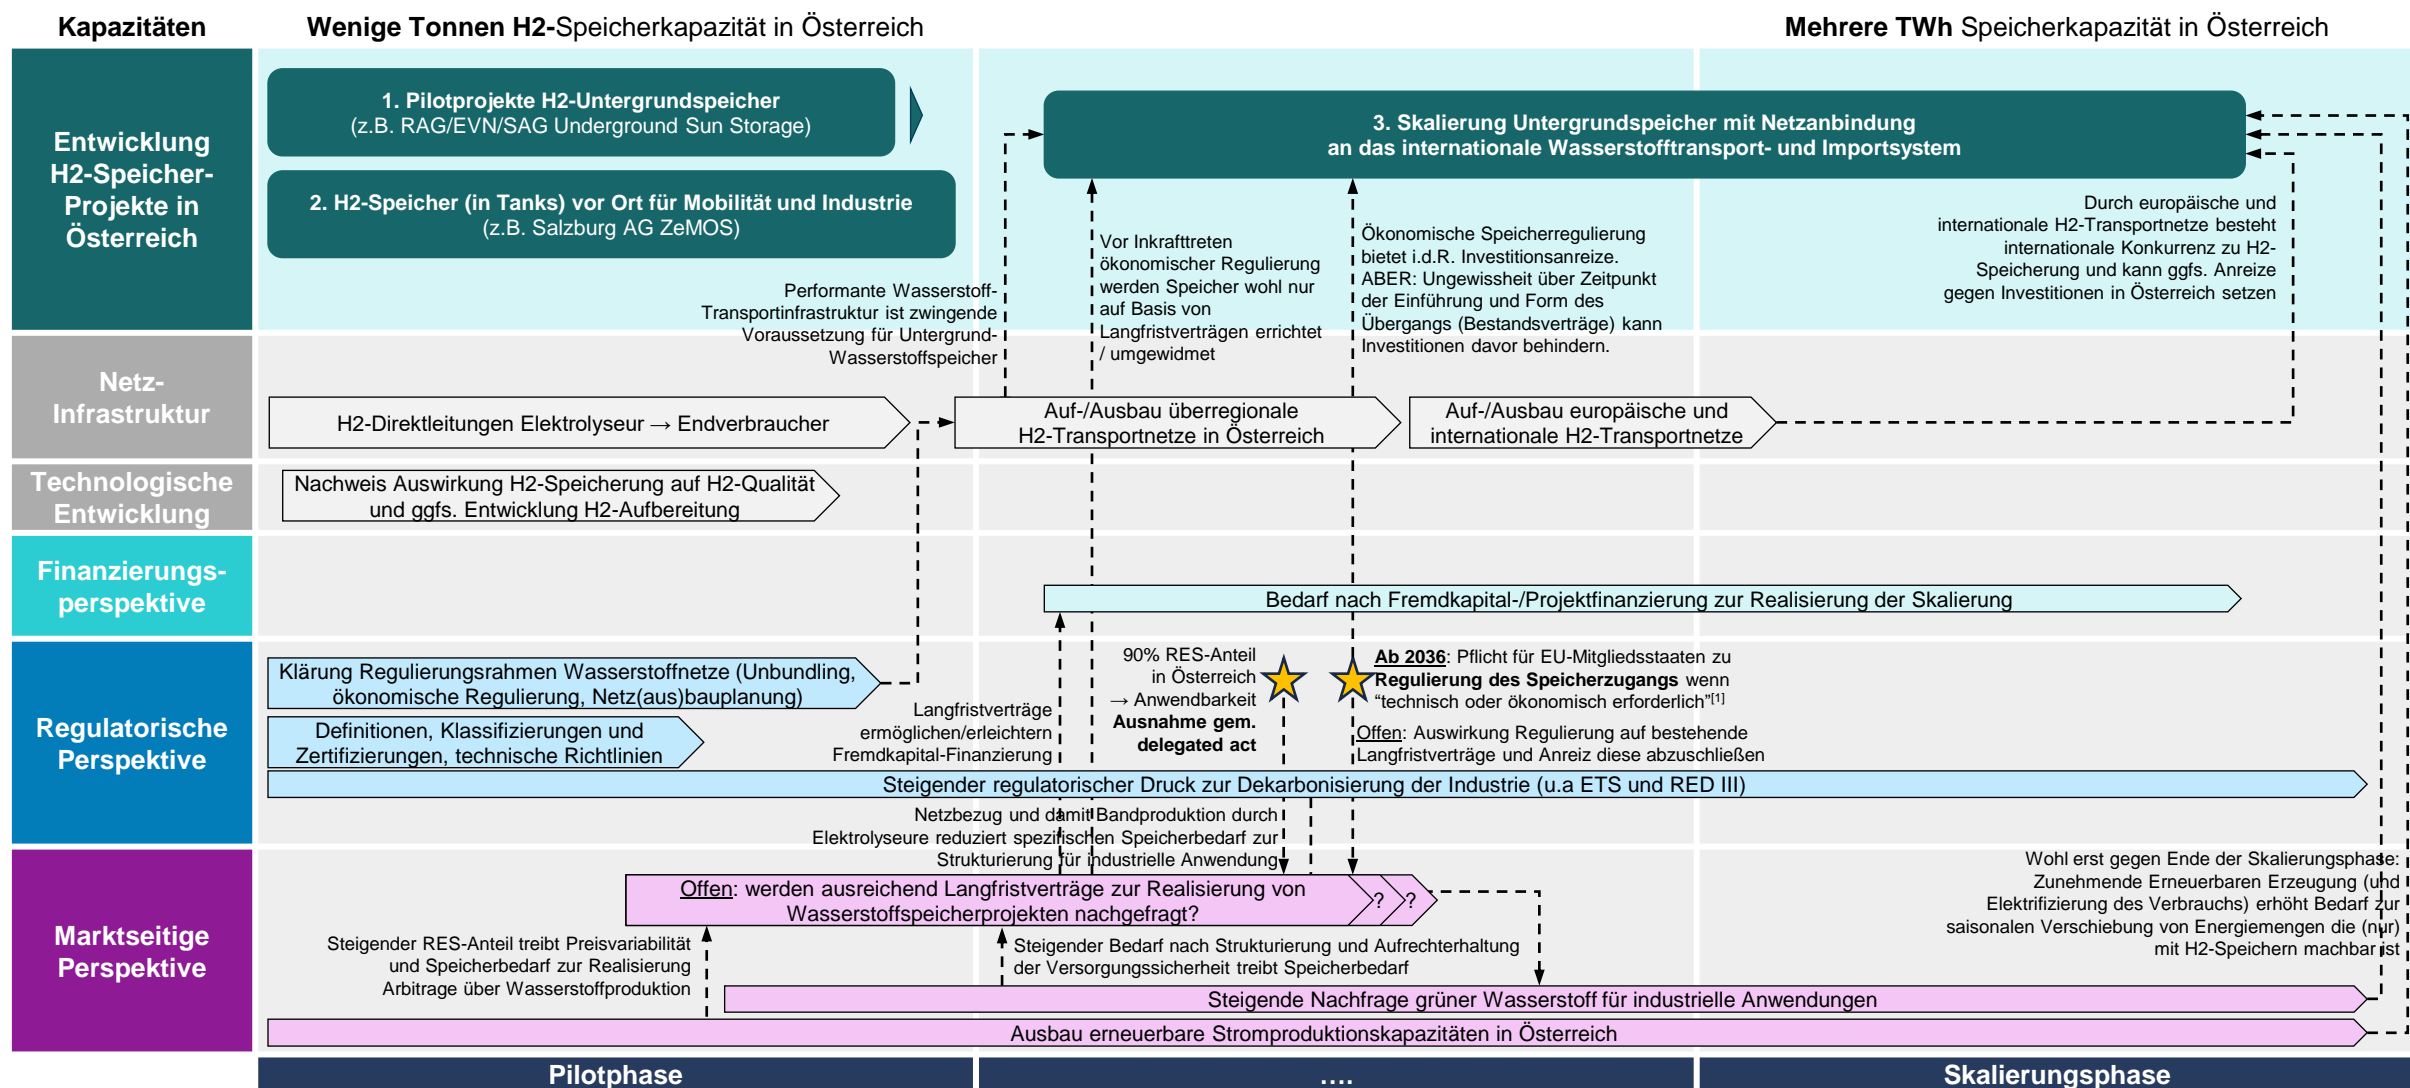 Kapazitäten
Wenige Tonnen H2-Speicherkapazität in Österreich
Mehrere TWh Speicherkapazität in Österreich
Entwicklung
H2-Speicher-
Projekte in
Österreich
1. Pilotprojekte H2-Untergrundspeicher
(z.B. RAG/EVN/SAG Underground Sun Storage)
2. H2-Speicher (in Tanks) vor Ort für Mobilität und Industrie
(z.B. Salzburg AG ZeMOS)
3. Skalierung Untergrundspeicher mit Netzanbindung
an das internationale Wasserstofftransport- und Importsystem
Performante Wasserstoff-
Transportinfrastruktur ist zwingende
Voraussetzung für Untergrund-
Wasserstoffspeicher
Vor Inkrafttreten
ökonomischer Regulierung
werden Speicher wohl nur
auf Basis von
Langfristverträgen errichtet
/ umgewidmet
Ökonomische Speicherregulierung
bietet i.d.R. Investitionsanreize.
ABER: Ungewissheit über Zeitpunkt
der Einführung und Form des
Übergangs (Bestandsverträge) kann
Investitionen davor behindern.
Durch europäische und
internationale H2-Transportnetze besteht
internationale Konkurrenz zu H2-
Speicherung und kann ggfs. Anreize
gegen Investitionen in Österreich setzen
Netz-
Infrastruktur
H2-Direktleitungen Elektrolyseur → Endverbraucher
Auf-/Ausbau überregionale
H2-Transportnetze in Österreich
Auf-/Ausbau europäische und
internationale H2-Transportnetze
Technologische
Entwicklung
Nachweis Auswirkung H2-Speicherung auf H2-Qualität
und ggfs. Entwicklung H2-Aufbereitung
Finanzierungs-
perspektive
Bedarf nach Fremdkapital-/Projektfinanzierung zur Realisierung der Skalierung
Regulatorische
Perspektive
Klärung Regulierungsrahmen Wasserstoffnetze (Unbundling,
ökonomische Regulierung, Netz(aus)bauplanung)
Definitionen, Klassifizierungen und
Zertifizierungen, technische Richtlinien
Langfristverträge
ermöglichen/erleichtern
Fremdkapital-Finanzierung
90% RES-Anteil
in Österreich
→ Anwendbarkeit
Ausnahme gem.
delegated act
Ab 2036: Pflicht für EU-Mitgliedsstaaten zu
Regulierung des Speicherzugangs wenn
“technisch oder ökonomisch erforderlich”[1]
Offen: Auswirkung Regulierung auf bestehende
Langfristverträge und Anreiz diese abzuschließen
Steigender regulatorischer Druck zur Dekarbonisierung der Industrie (u.a ETS und RED III)
Netzbezug und damit Bandproduktion durch
Elektrolyseure reduziert spezifischen Speicherbedarf zur
Strukturierung für industrielle Anwendung
Marktseitige
Perspektive
Offen: werden ausreichend Langfristverträge zur Realisierung von
Wasserstoffspeicherprojekten nachgefragt?
? ?
Steigender RES-Anteil treibt Preisvariabilität
und Speicherbedarf zur Realisierung
Arbitrage über Wasserstoffproduktion
Steigender Bedarf nach Strukturierung und Aufrechterhaltung
der Versorgungssicherheit treibt Speicherbedarf
Wohl erst gegen Ende der Skalierungsphase:
Zunehmende Erneuerbaren Erzeugung (und
Elektrifizierung des Verbrauchs) erhöht Bedarf zur
saisonalen Verschiebung von Energiemengen die (nur)
mit H2-Speichern machbar ist
Steigende Nachfrage grüner Wasserstoff für industrielle Anwendungen
Ausbau erneuerbare Stromproduktionskapazitäten in Österreich
Pilotphase
....
Skalierungsphase